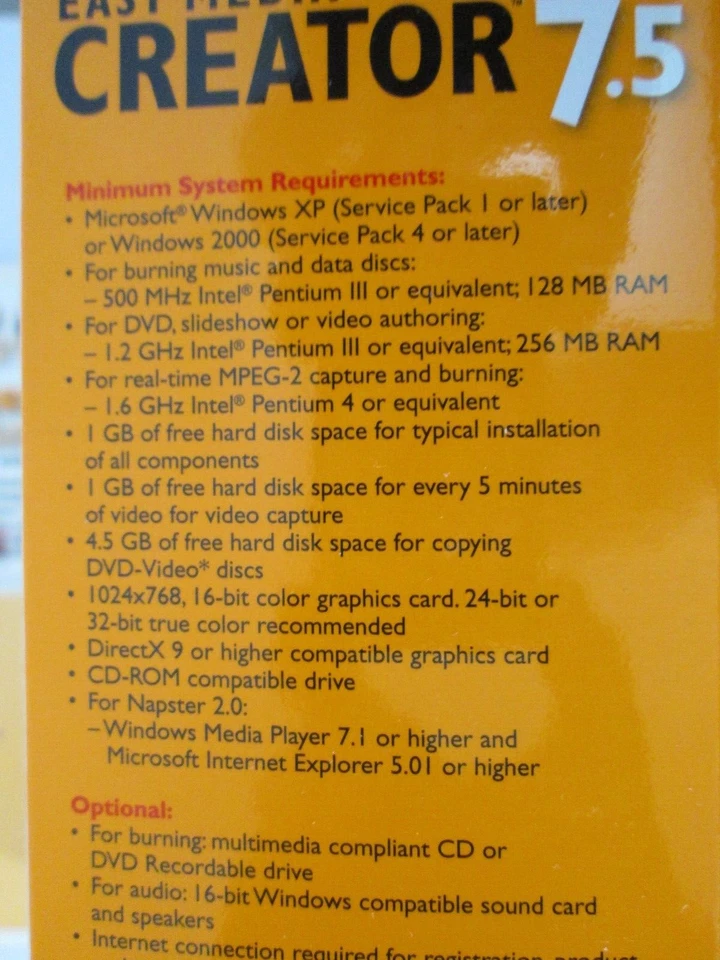 EASY MEDIA
CREATOR™ 7.5
Minimum System Requirements:
• Microsoft® Windows XP (Service Pack 1 or later)
or Windows 2000 (Service Pack 4 or later)
• For burning music and data discs:
– 500 MHz Intel® Pentium III or equivalent; 128 MB RAM
• For DVD, slideshow or video authoring:
– 1.2 GHz Intel® Pentium III or equivalent; 256 MB RAM
• For real-time MPEG-2 capture and burning:
– 1.6 GHz Intel® Pentium 4 or equivalent
• 1 GB of free hard disk space for typical installation
of all components
• 1 GB of free hard disk space for every 5 minutes
of video for video capture
• 4.5 GB of free hard disk space for copying
DVD-Video* discs
• 1024x768, 16-bit color graphics card. 24-bit or
32-bit true color recommended
• DirectX 9 or higher compatible graphics card
• CD-ROM compatible drive
• For Napster 2.0:
– Windows Media Player 7.1 or higher and
Microsoft Internet Explorer 5.01 or higher
Optional:
• For burning: multimedia compliant CD or
DVD Recordable drive
• For audio: 16-bit Windows compatible sound card
and speakers
• Internet connection required for registration, product